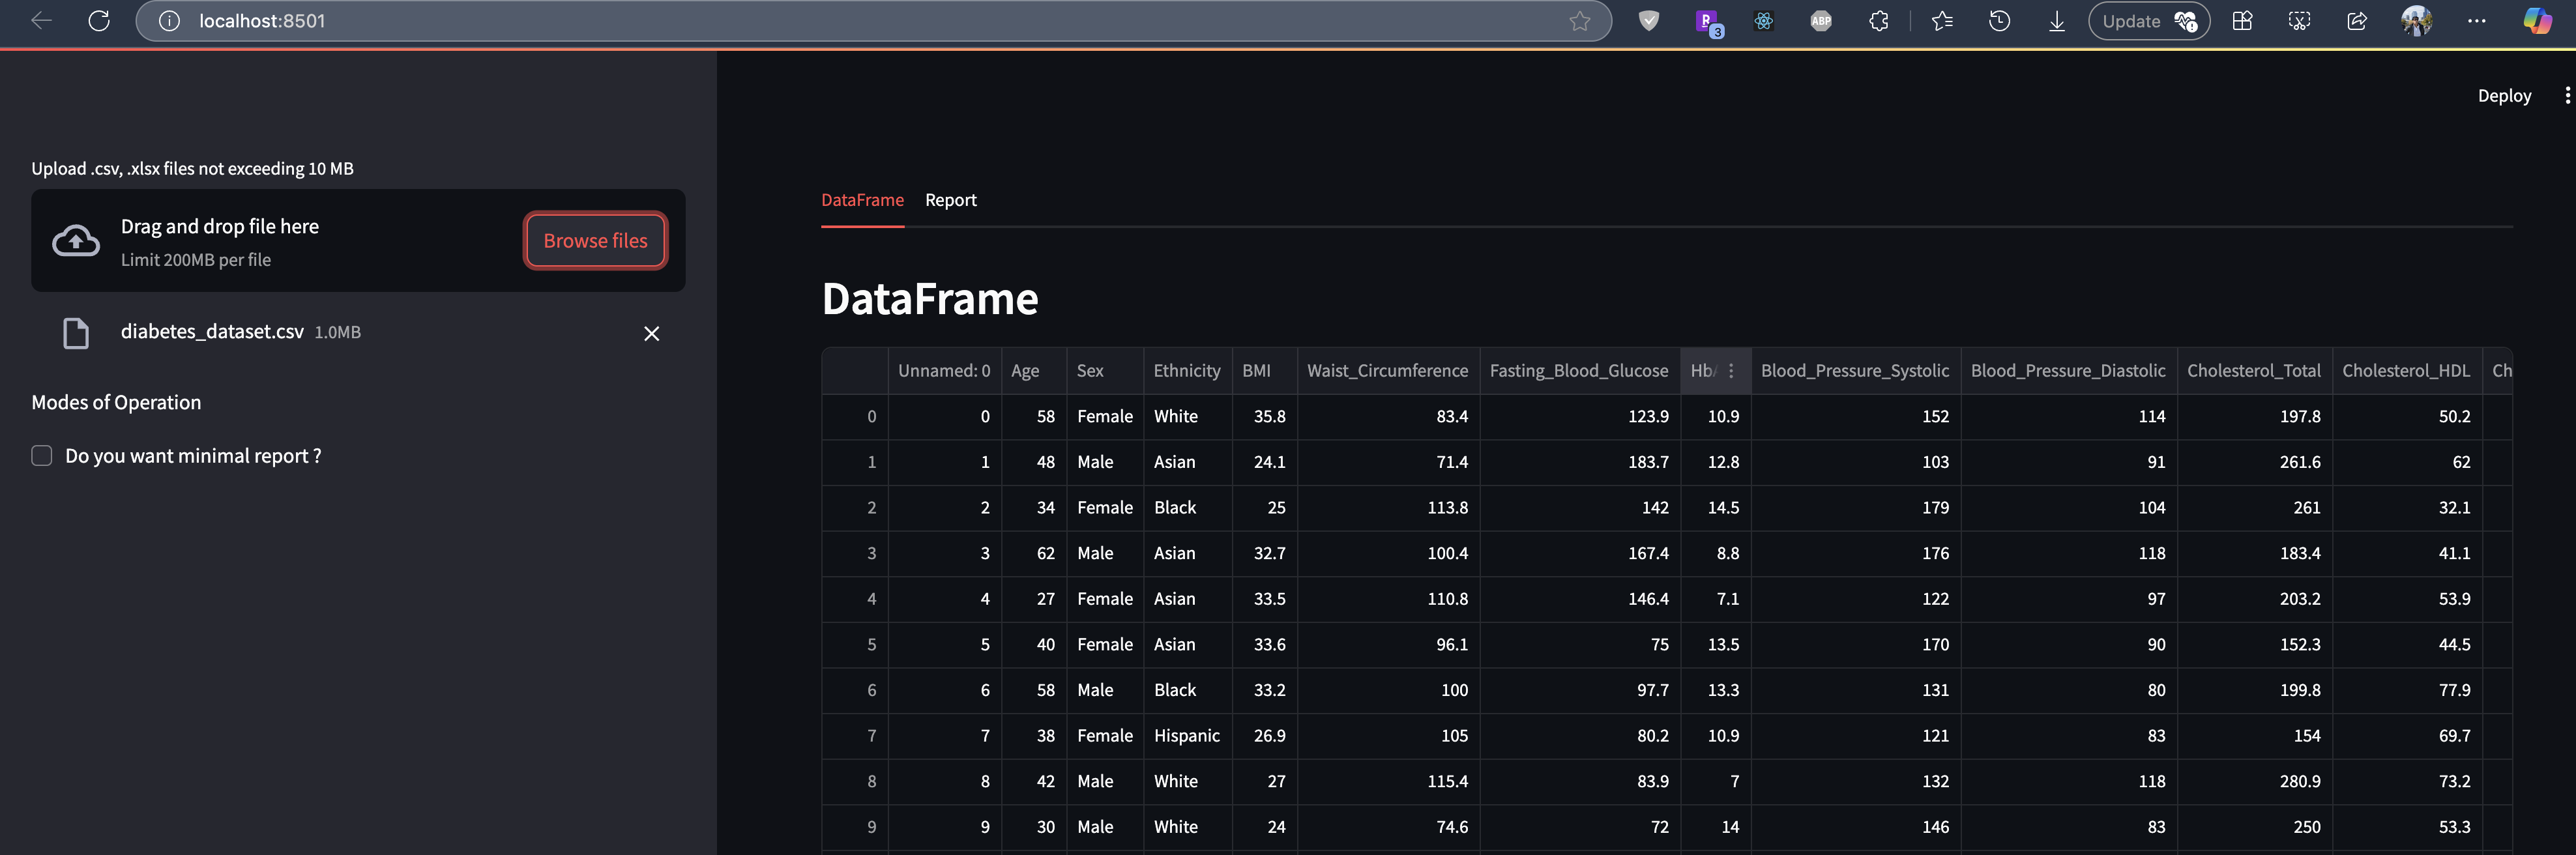 localhost:8501
3
ABP
Update
Deploy
Upload .csv, .xlsx files not exceeding 10 MB
Drag and drop file here
Limit 200MB per file
Browse files
diabetes_dataset.csv 1.0MB
Modes of Operation
Do you want minimal report ?
DataFrame Report
DataFrame
Unnamed: 0 Age Sex Ethnicity BMI Waist_Circumference Fasting_Blood_Glucose Hb Blood_Pressure_Systolic Blood_Pressure_Diastolic Cholesterol_Total Cholesterol_HDL Ch
0 0 58 Female White 35.8 83.4 123.9 10.9 152 114 197.8 50.2
1 1 48 Male Asian 24.1 71.4 183.7 12.8 103 91 261.6 62
2 2 34 Female Black 25 113.8 142 14.5 179 104 261 32.1
3 3 62 Male Asian 32.7 100.4 167.4 8.8 176 118 183.4 41.1
4 4 27 Female Asian 33.5 110.8 146.4 7.1 122 97 203.2 53.9
5 5 40 Female Asian 33.6 96.1 75 13.5 170 90 152.3 44.5
6 6 58 Male Black 33.2 100 97.7 13.3 131 80 199.8 77.9
7 7 38 Female Hispanic 26.9 105 80.2 10.9 121 83 154 69.7
8 8 42 Male White 27 115.4 83.9 7 132 118 280.9 73.2
9 9 30 Male White 24 74.6 72 14 146 83 250 53.3